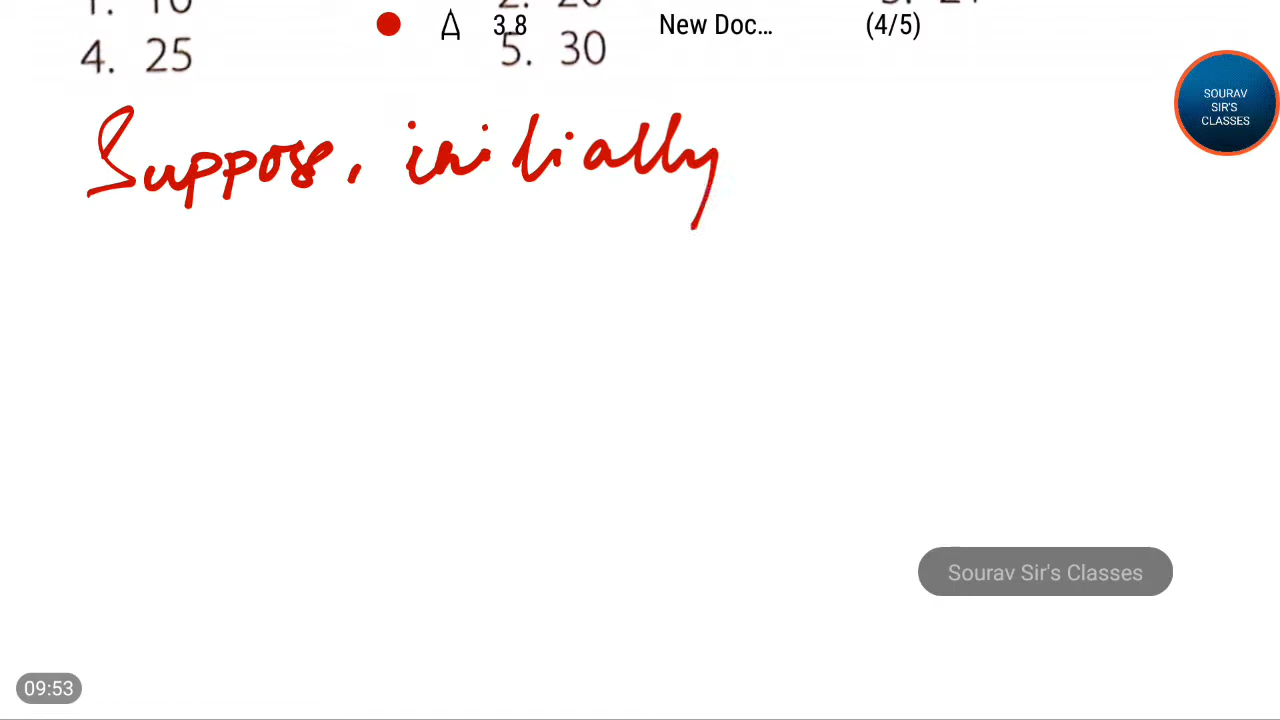 3.8 New Doc... (4/5)
4. 25 5. 30
SOURAV
SIR'S
CLASSES
Suppose, initially
Sourav Sir's Classes
09:53